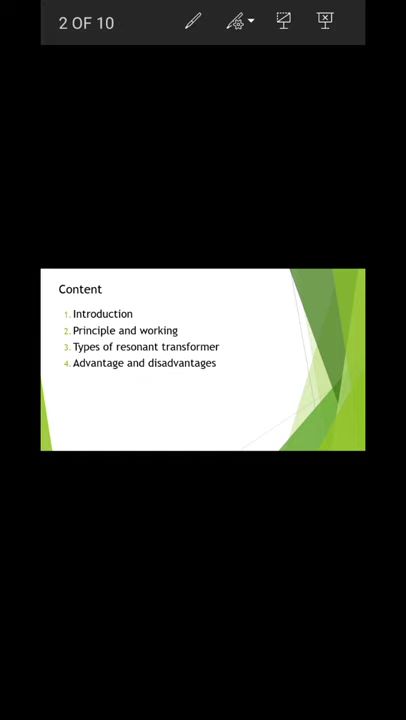 2 OF 10
Content
1. Introduction
2. Principle and working
3. Types of resonant transformer
4. Advantage and disadvantages